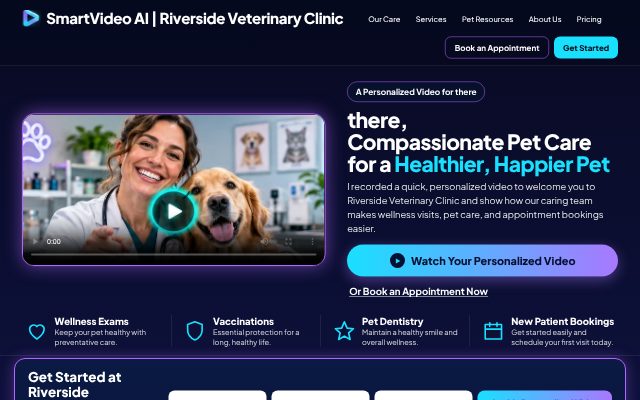 SmartVideo AI | Riverside Veterinary Clinic
Our Care
Services
Pet Resources
About Us
Pricing
Book an Appointment
Get Started
A Personalized Video for there
there,
Compassionate Pet Care
for a Healthier, Happier Pet
I recorded a quick, personalized video to welcome you to
Riverside Veterinary Clinic and show how our caring team
makes wellness visits, pet care, and appointment bookings
easier.
0:00
Watch Your Personalized Video
Or Book an Appointment Now
Wellness Exams
Keep your pet healthy with
preventative care.
Vaccinations
Essential protection for a
long, healthy life.
Pet Dentistry
Maintain a healthy smile and
overall wellness.
New Patient Bookings
Get started easily and
schedule your first visit today.
Get Started at
Riverside